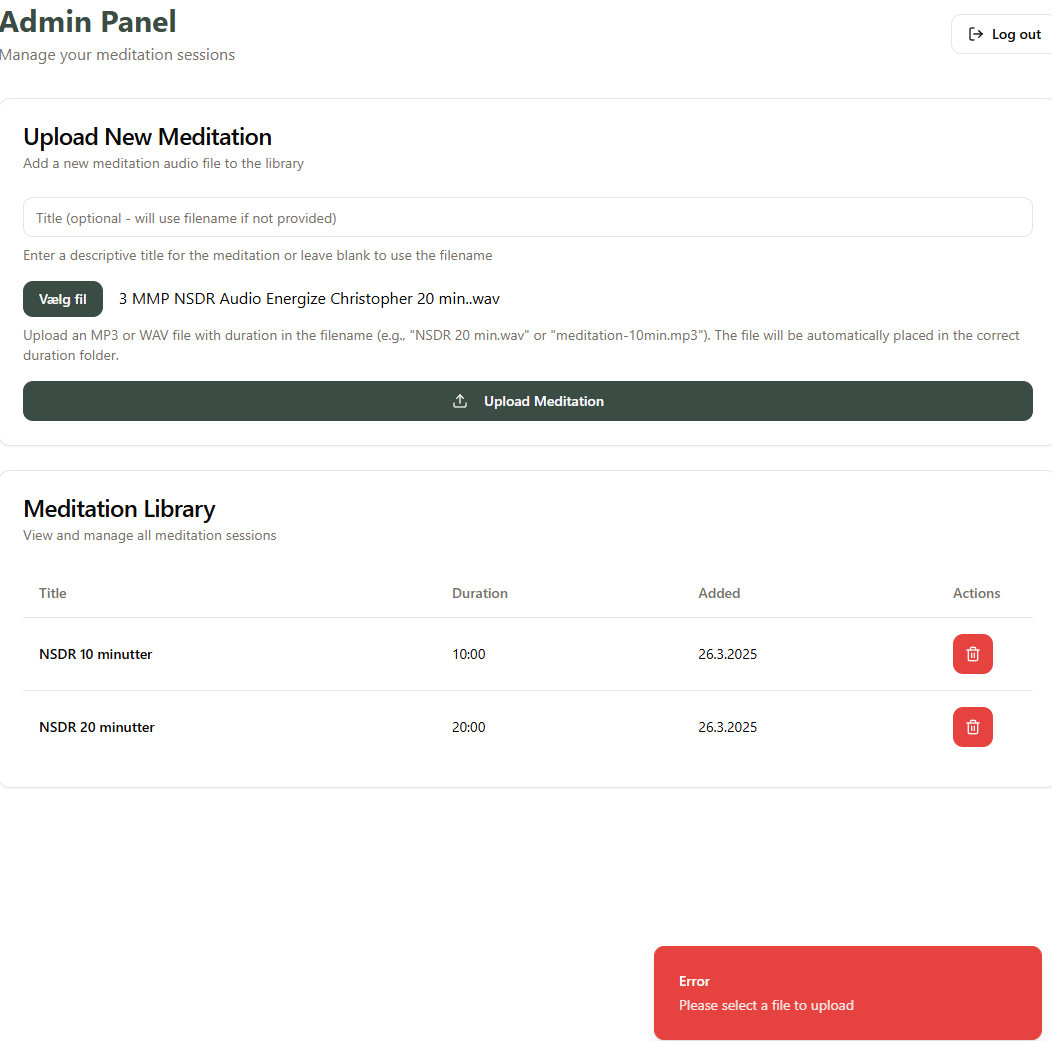 Admin Panel
Manage your meditation sessions
Log out
Upload New Meditation
Add a new meditation audio file to the library
Title (optional - will use filename if not provided)
Enter a descriptive title for the meditation or leave blank to use the filename
Vælg fil 3 MMP NSDR Audio Energize Christopher 20 min..wav
Upload an MP3 or WAV file with duration in the filename (e.g., "NSDR 20 min.wav" or "meditation-10min.mp3"). The file will be automatically placed in the correct
duration folder.
Upload Meditation
Meditation Library
View and manage all meditation sessions
Title Duration Added Actions
NSDR 10 minutter 10:00 26.3.2025
NSDR 20 minutter 20:00 26.3.2025
Error
Please select a file to upload